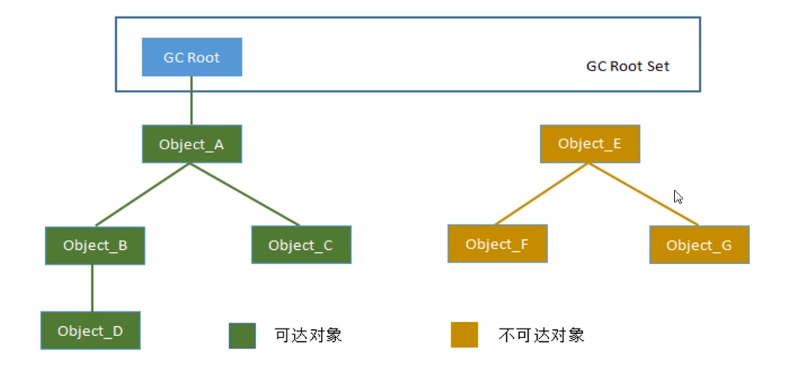 GC Root
GC Root Set
Object_A
Object_E
Object_B
Object_C
Object_F
Object_G
Object_D
可达对象
不可达对象